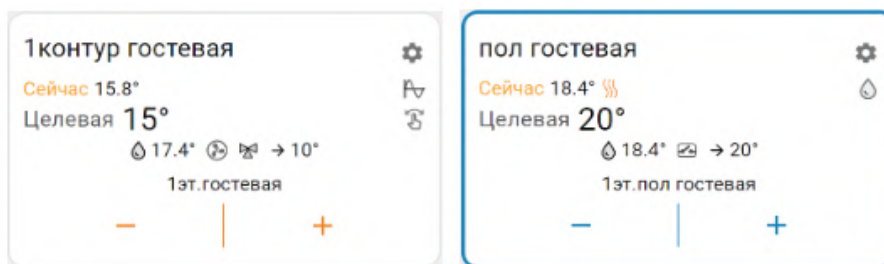 1контур гостевая
Сейчас 15.8°
Целевая 15°
17.4° → 10°
1эт.гостевая
− +
пол гостевая
Сейчас 18.4°
Целевая 20°
18.4° → 20°
1эт.пол гостевая
− +